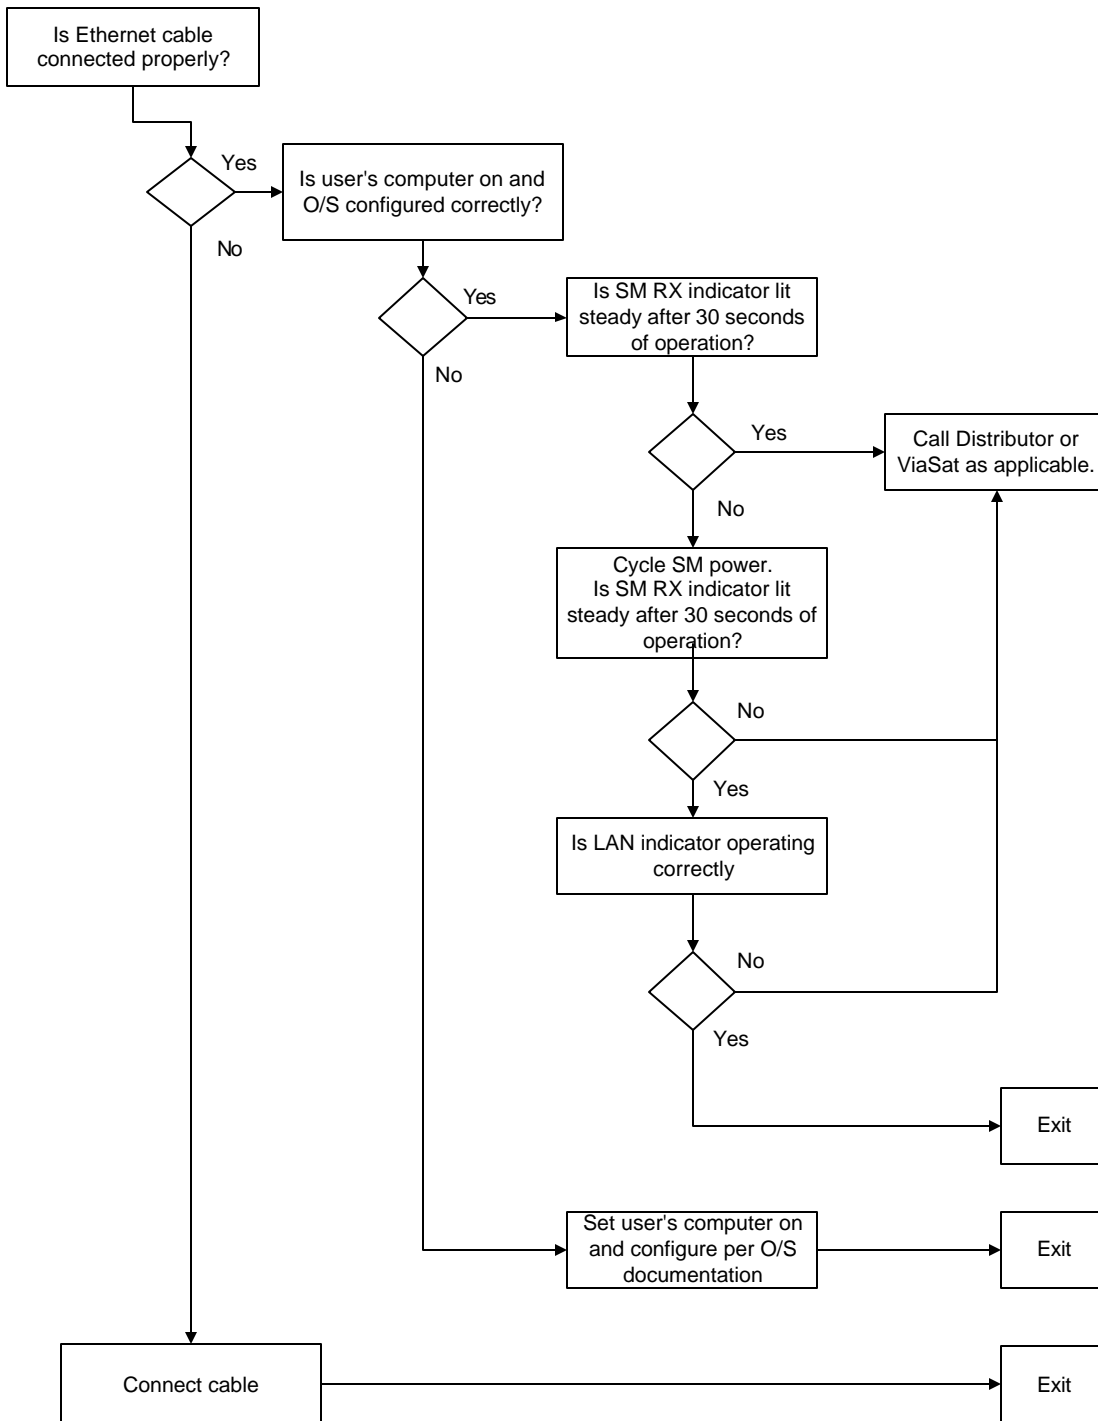 Is Ethernet cable
connected properly?
Yes
No
Is user's computer on and
O/S configured correctly?
Yes
No
Is SM RX indicator lit
steady after 30 seconds
of operation?
Yes
No
Call Distributor or
ViaSat as applicable.
Cycle SM power.
Is SM RX indicator lit
steady after 30 seconds of
operation?
No
Yes
Is LAN indicator operating
correctly
No
Yes
Exit
Set user's computer on
and configure per O/S
documentation
Exit
Connect cable
Exit